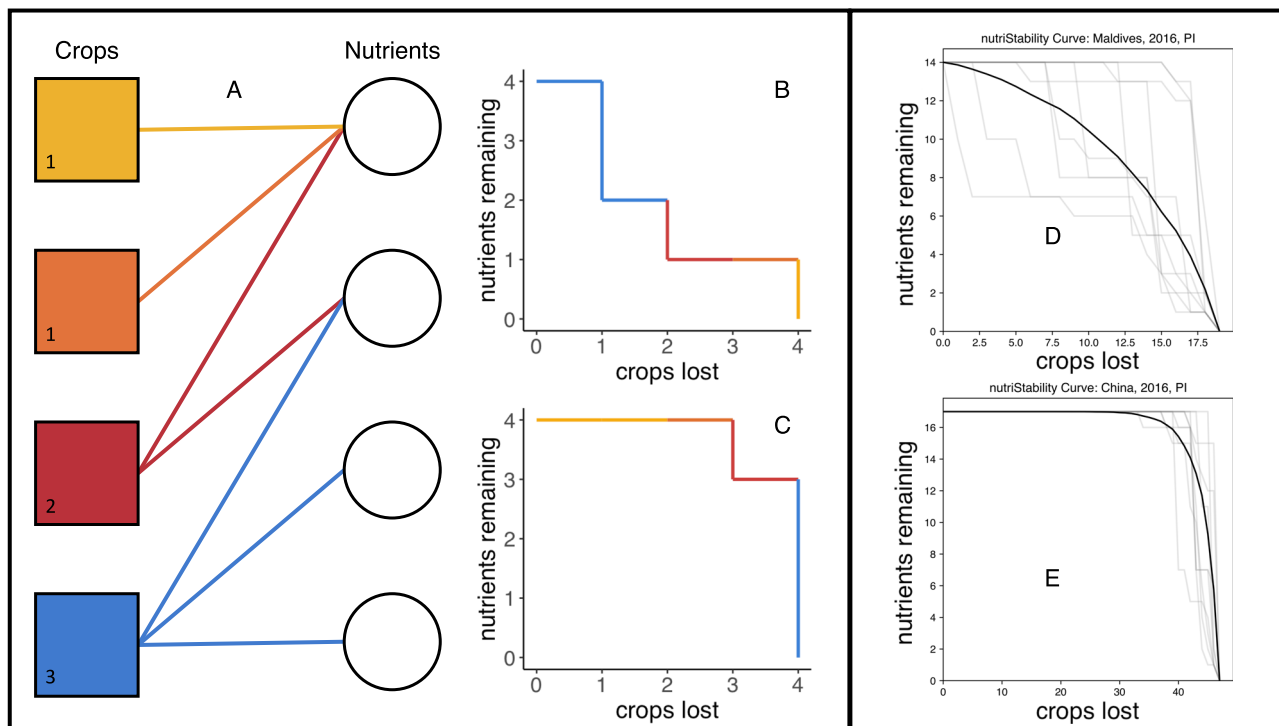 Crops
Nutrients
A
1
1
2
3
B
nutrients remaining
4
3
2
1
0
0 1 2 3 4
crops lost
C
nutrients remaining
4
3
2
1
0
0 1 2 3 4
crops lost
nutriStability Curve: Maldives, 2016, PI
nutrients remaining
14
12
10
8
6
4
2
0
D
0.0 2.5 5.0 7.5 10.0 12.5 15.0 17.5
crops lost
nutriStability Curve: China, 2016, PI
nutrients remaining
16
14
12
10
8
6
4
2
0
E
0 10 20 30 40
crops lost